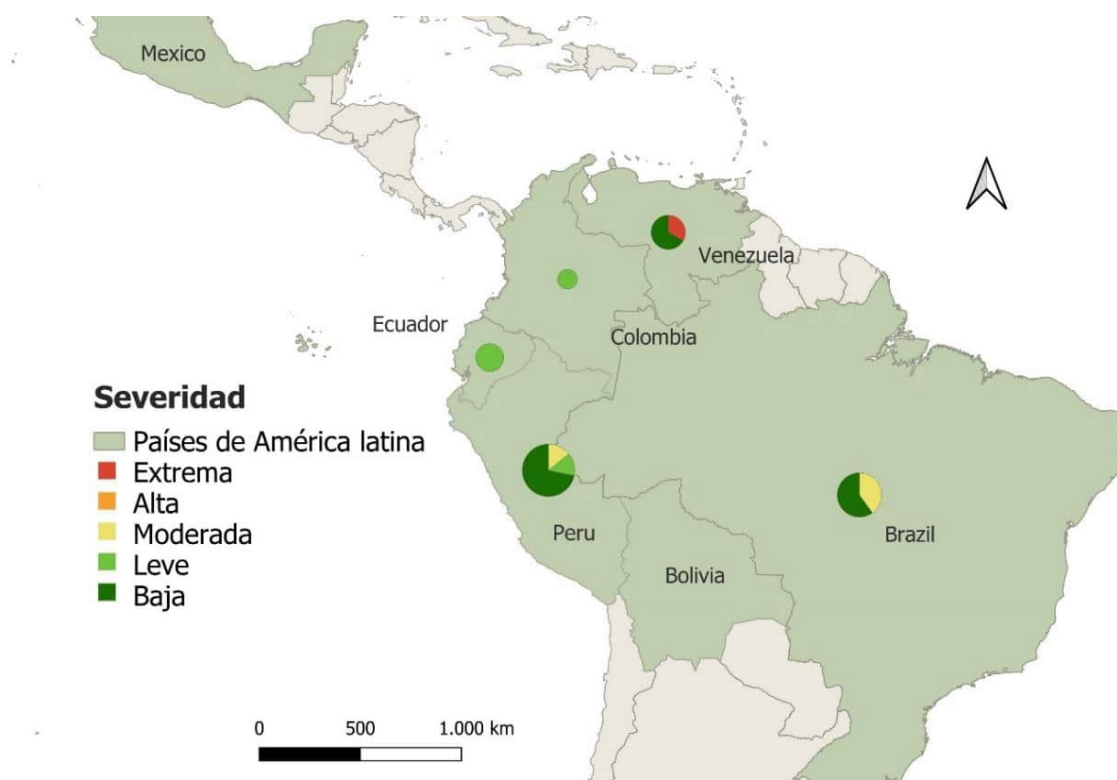 Mexico
Venezuela
Ecuador
Colombia
Severidad
Países de América latina
Extrema
Alta
Moderada
Leve
Baja
Peru
Brazil
Bolivia
0 500 1.000 km